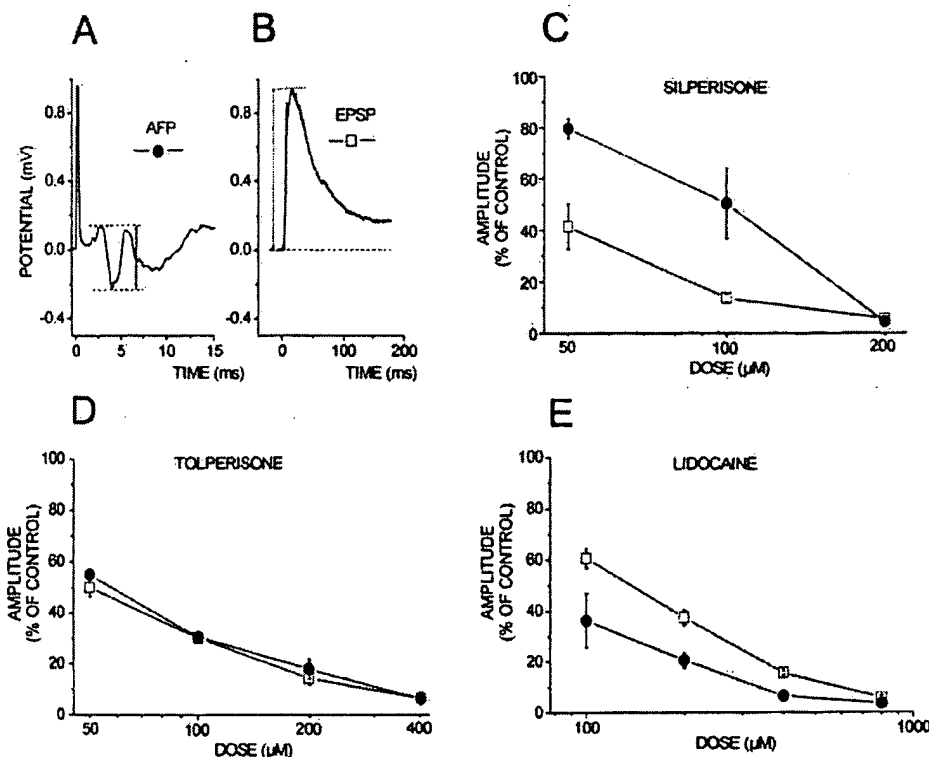 A
B
C
POTENTIAL (mV)
0.8
0.4
0.0
-0.4
AFP
0
5
10
15
TIME (ms)
0.8
0.4
0.0
-0.4
EPSP
0
100
200
TIME (ms)
SILPERISONE
AMPLITUDE
(% OF CONTROL)
100
80
60
40
20
0
50
100
200
DOSE (µM)
D
E
TOLPERISONE
AMPLITUDE
(% OF CONTROL)
100
80
60
40
20
0
50
100
200
400
DOSE (µM)
LIDOCAINE
AMPLITUDE
(% OF CONTROL)
100
80
60
40
20
0
100
1000
DOSE (µM)